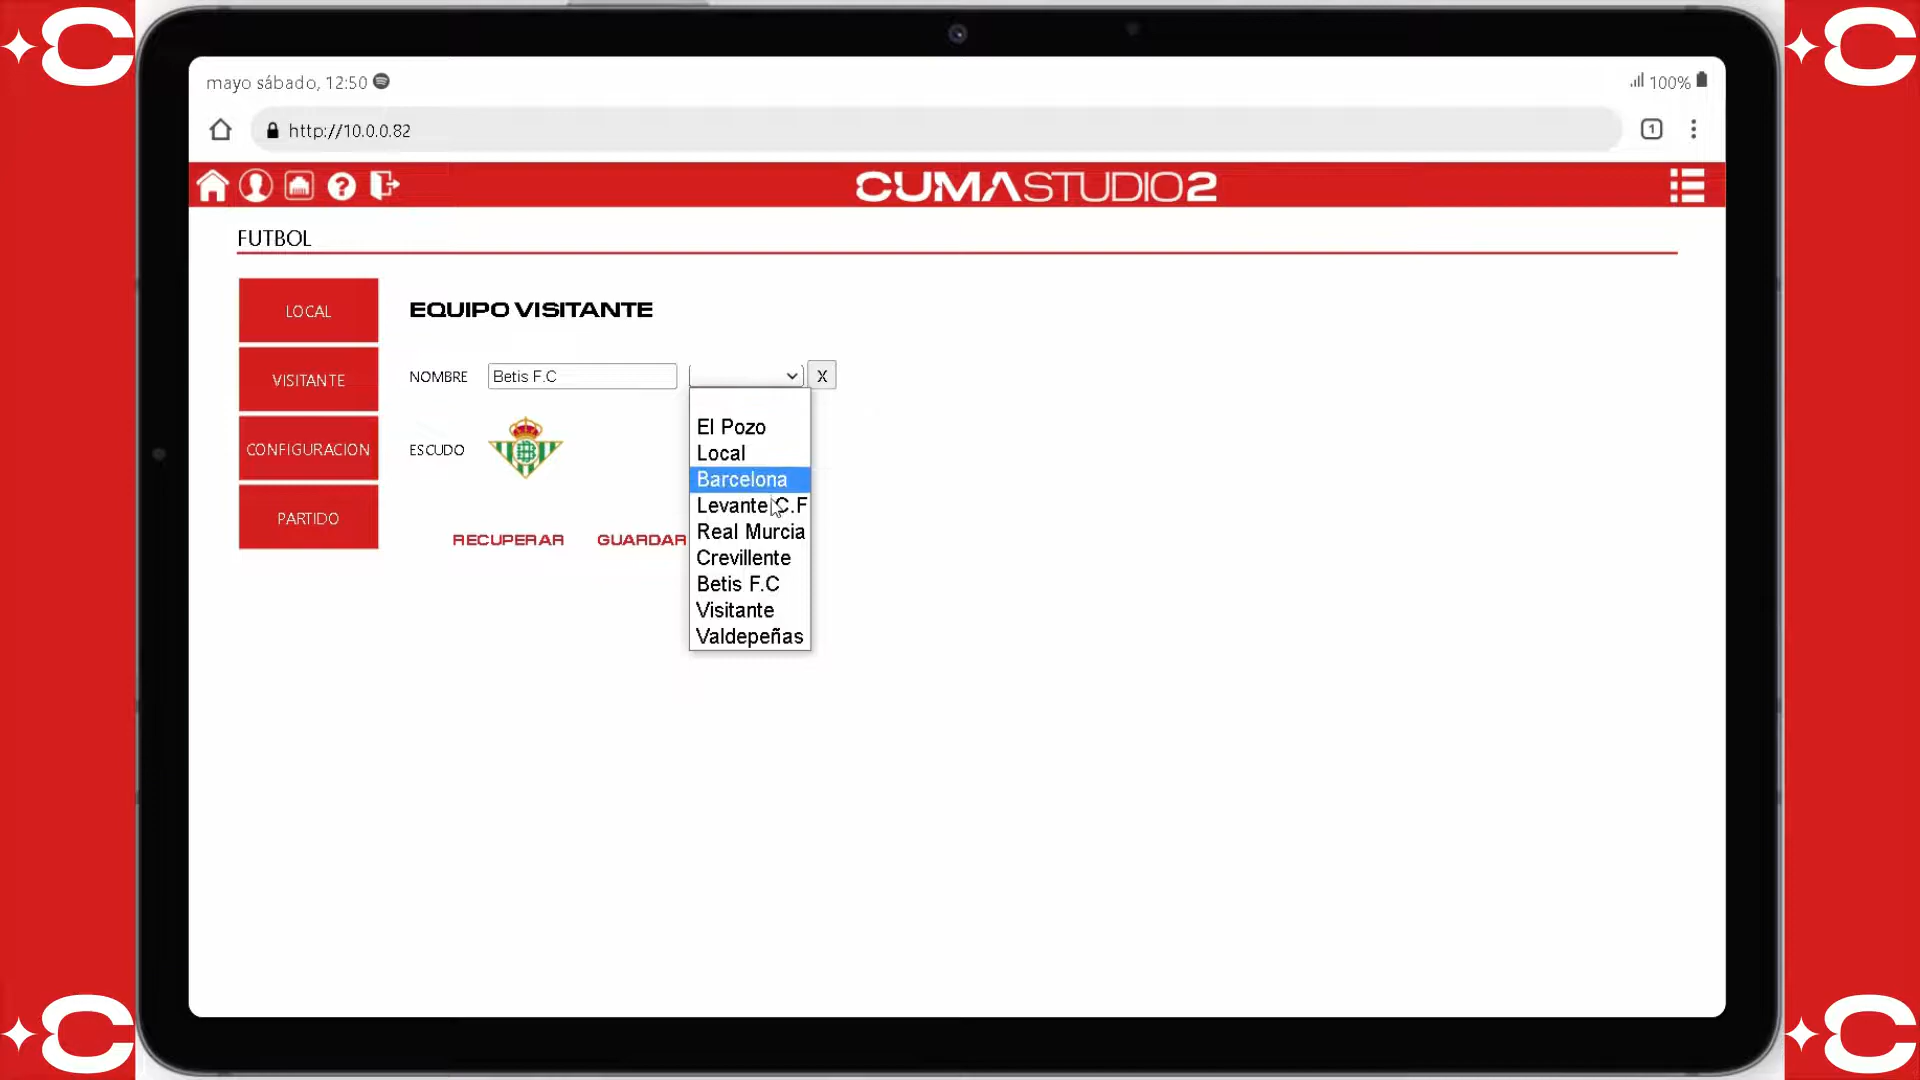 mayo sábado, 12:50
100%
http://10.0.0.82
1
CUMASTUDIO2
FUTBOL
LOCAL
VISITANTE
CONFIGURACION
PARTIDO
EQUIPO VISITANTE
NOMBRE Betis F.C X
ESCUDO
RECUPERAR GUARDAR
El Pozo
Local
Barcelona
Levante C.F
Real Murcia
Crevillente
Betis F.C
Visitante
Valdepeñas